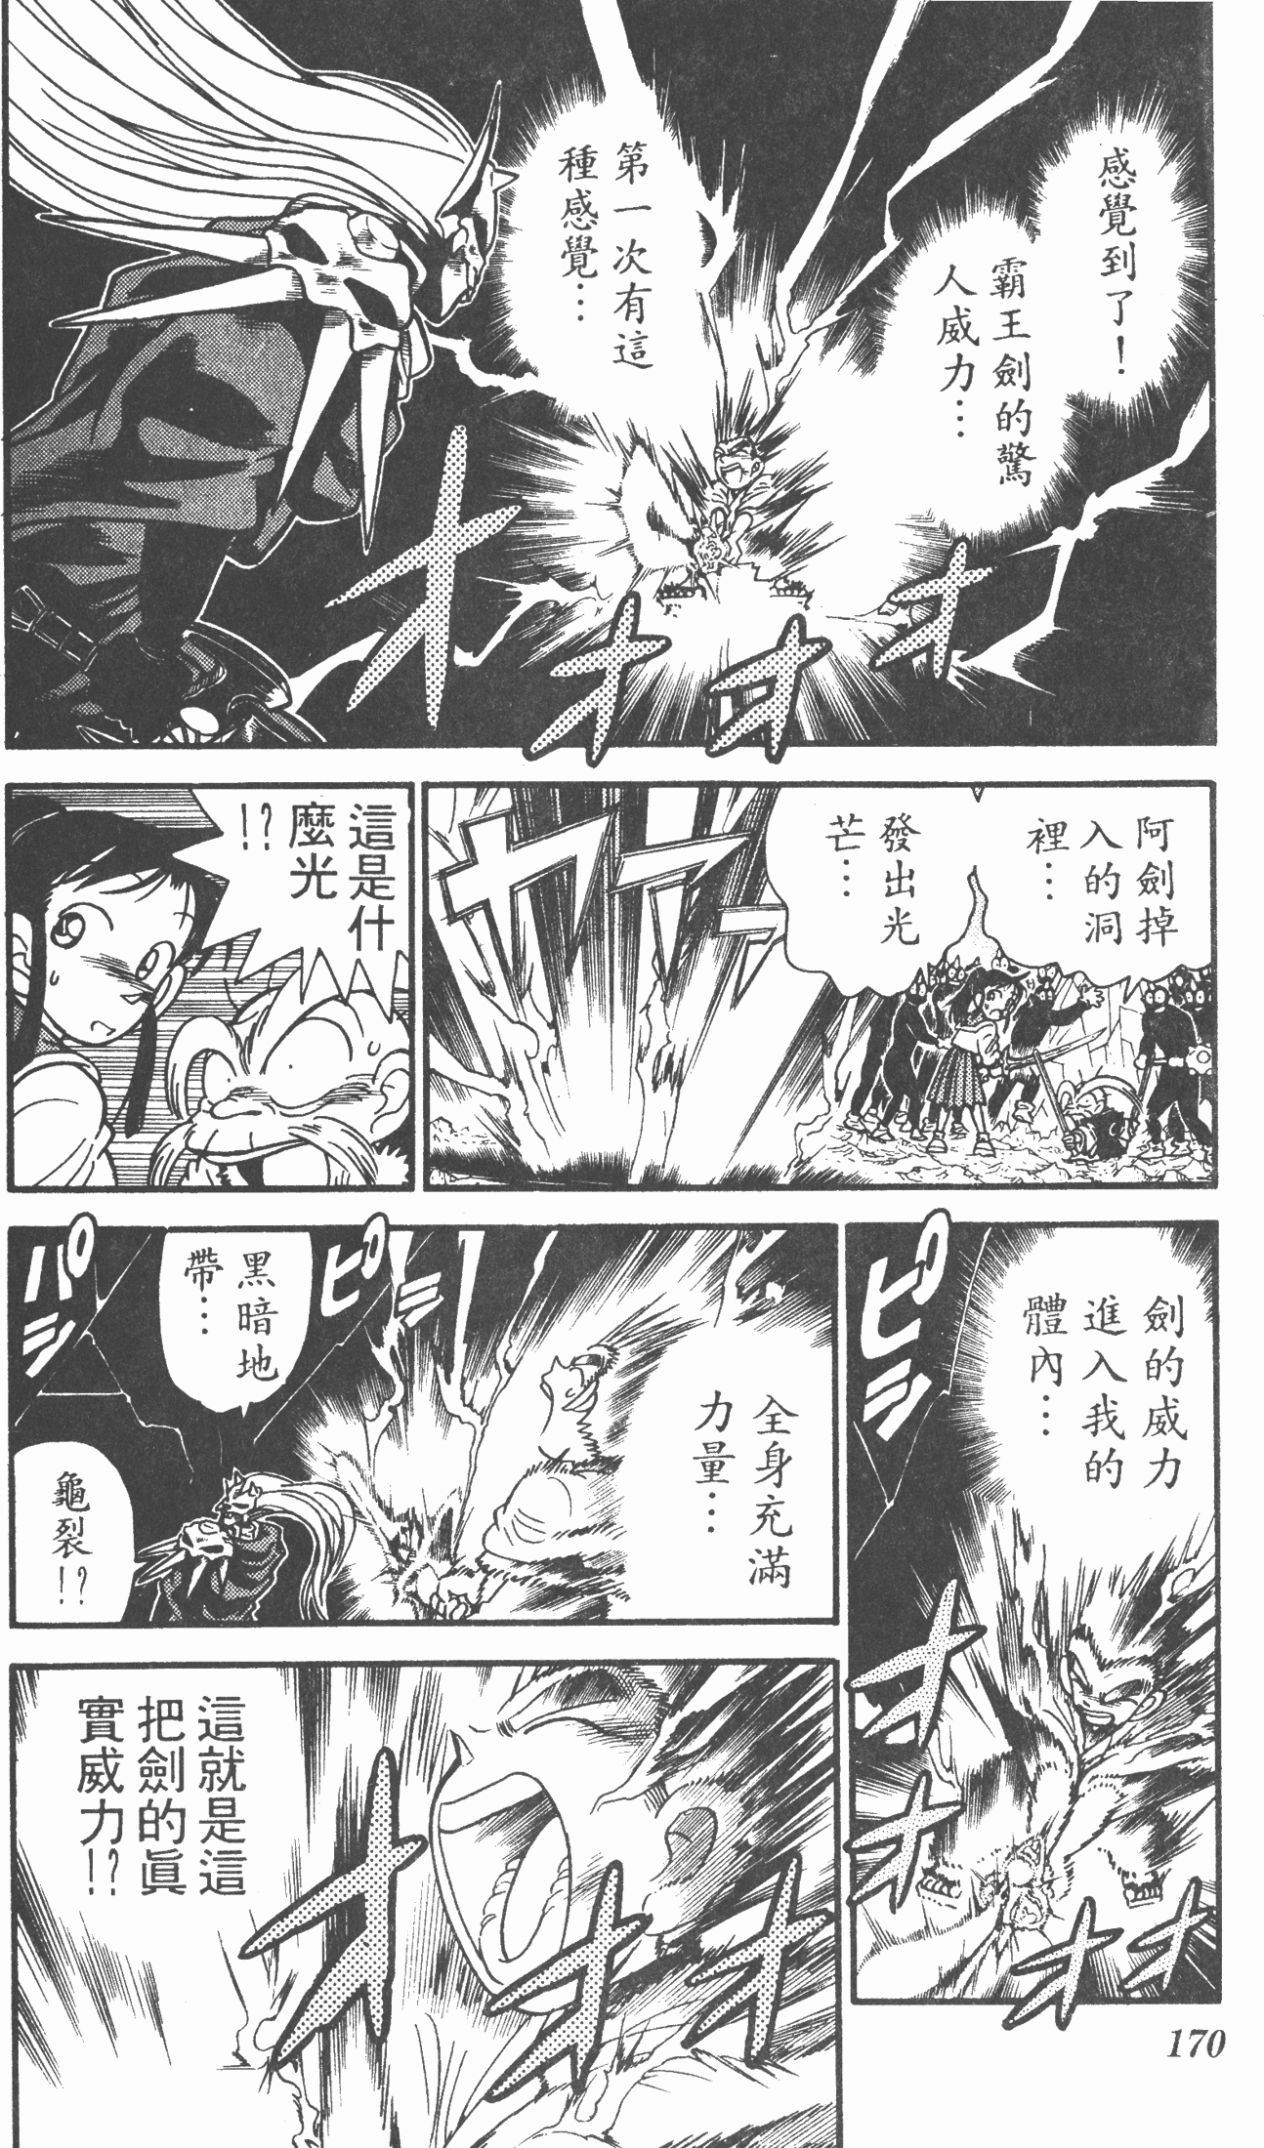 感覺到了！
霸王劍的驚
人威力…
第一次有這
種感覺…
オ
オ
オ
オ
阿劍掉
入的洞
裡…
發出光
芒…
カァ
這是什
麼光
!?
劍的威力
進入我的
體內…
ピシ
オ
オ
オ
オ
全身充滿
力量…
ピシ
黑暗地
帶…
龜裂!?
パシ
這就是這
把劍的眞
實威力!?
オ
オ
オ
170